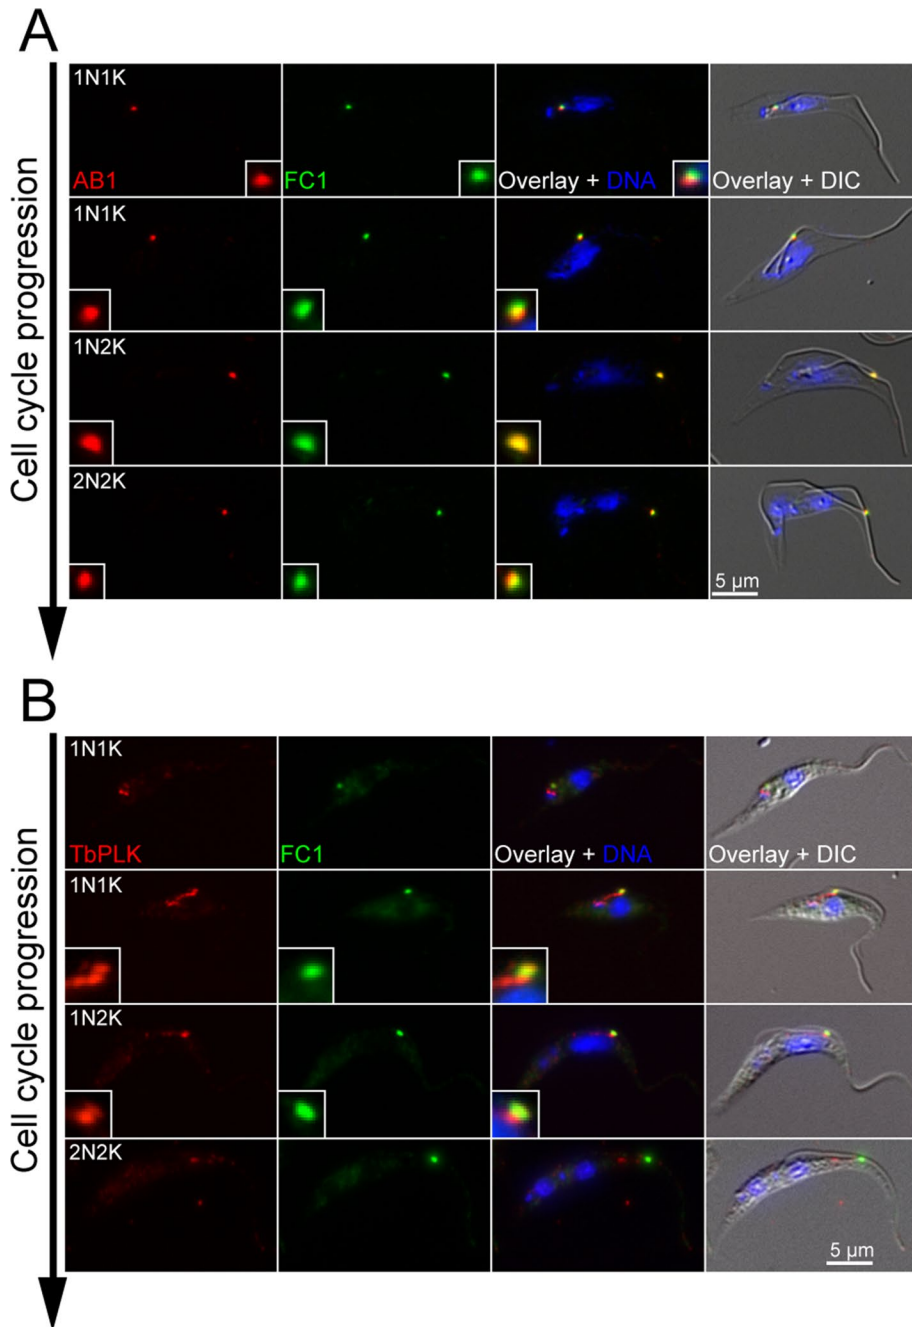 A
Cell cycle progression
1N1K
AB1
FC1
Overlay + DNA
Overlay + DIC
1N1K
1N2K
2N2K
5 µm
B
Cell cycle progression
1N1K
TbPLK
FC1
Overlay + DNA
Overlay + DIC
1N1K
1N2K
2N2K
5 µm